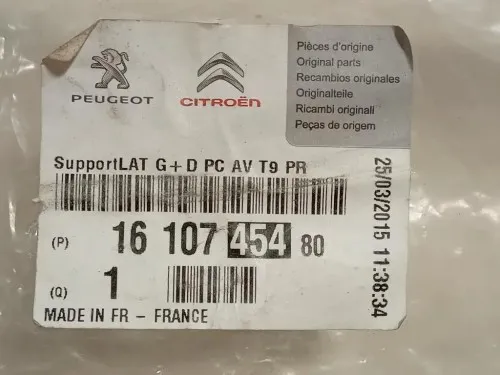 PEUGEOT
CITROËN
Pièces d'origine
Original parts
Recambios originales
Originalteile
Ricambi originali
Peças de origem
SupportLAT G+D PC AV T9 PR
(P) 16 107 454 80
(Q) 1
MADE IN FR - FRANCE
25/03/2015 11:38:34